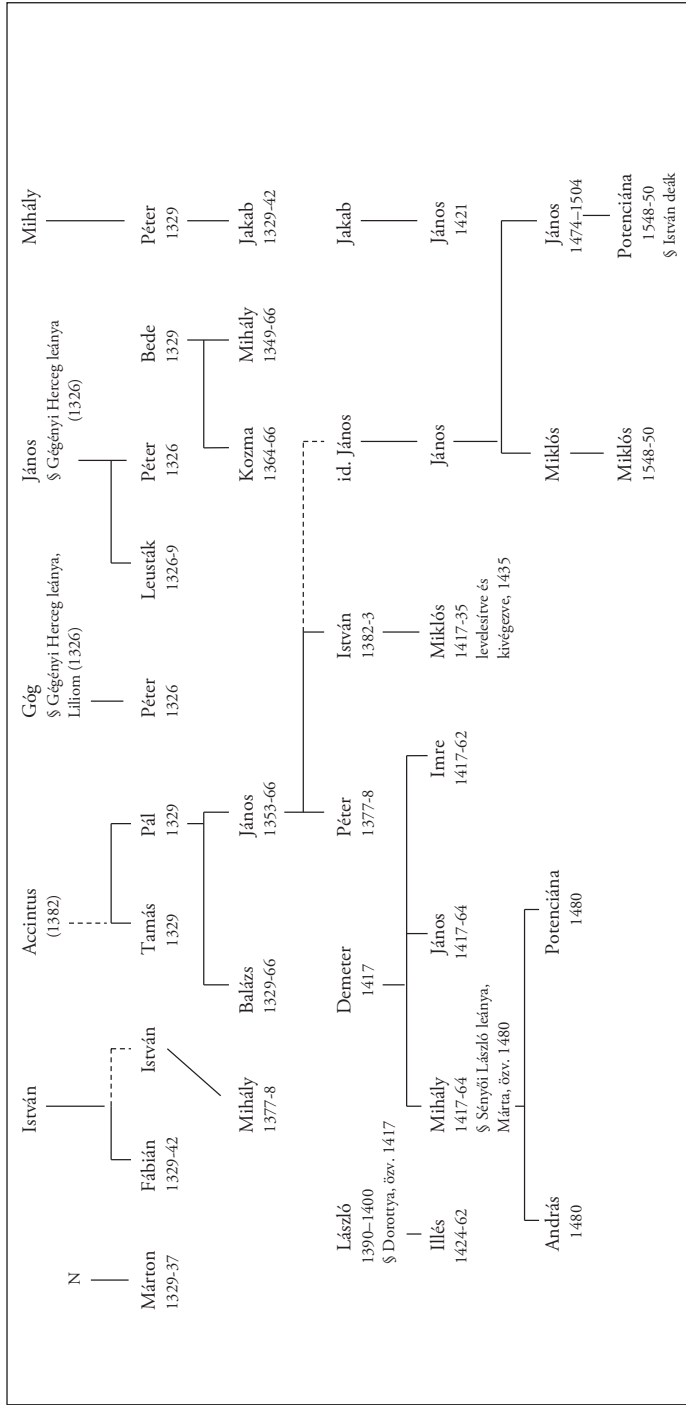 István
Accintus
(1382)
Góg
§ Gégényi Herceg leánya,
Liliom (1326)
János
§ Gégényi Herceg leánya
(1326)
Mihály
N
Márton
1329-37
Fábián
1329-42
István
Tamás
1329
Pál
1329
Péter
1326
Leusták
1326-9
Péter
1326
Bede
1329
Péter
1329
Mihály
1377-8
Balázs
1329-66
János
1353-66
Kozma
1364-66
Mihály
1349-66
Jakab
1329-42
László
1390–1400
§ Dorottya, özv. 1417
Demeter
1417
Péter
1377-8
István
1382-3
id. János
Jakab
Illés
1424-62
Mihály
1417-64
§ Sényői László leánya,
Márta, özv. 1480
János
1417-64
Imre
1417-62
Miklós
1417-35
levelesítve és
kivégezve, 1435
János
János
1421
András
1480
Potenciána
1480
Miklós
János
1474–1504
Miklós
1548-50
Potenciána
1548-50
§ István deák